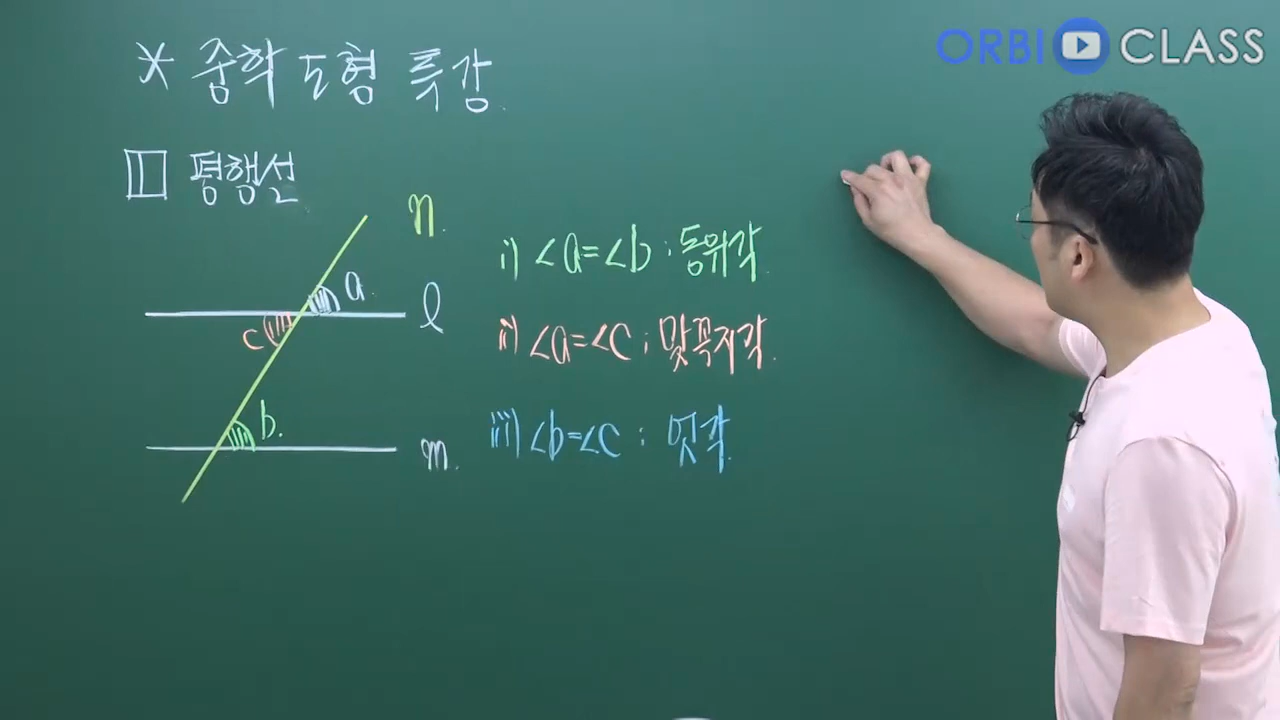 ORBI CLASS
* 중학 도형 특강.
1 평행선
n.
i) ∠a=∠b ; 동위각.
a.
l
c
ii) ∠a=∠c ; 맞꼭지각.
b.
iii) ∠b=∠c ; 엇각.
m.